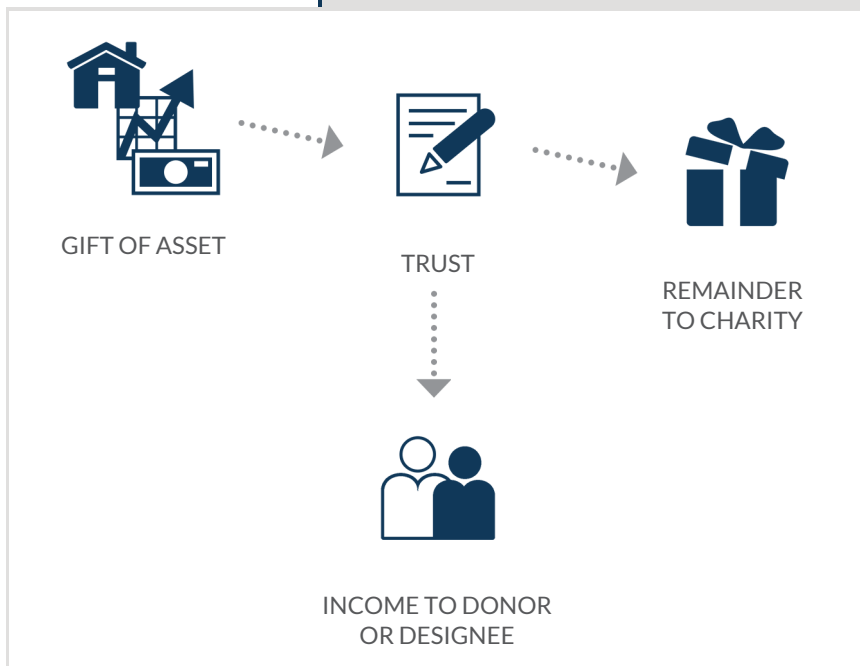 GIFT OF ASSET
TRUST
REMAINDER
TO CHARITY
INCOME TO DONOR
OR DESIGNEE